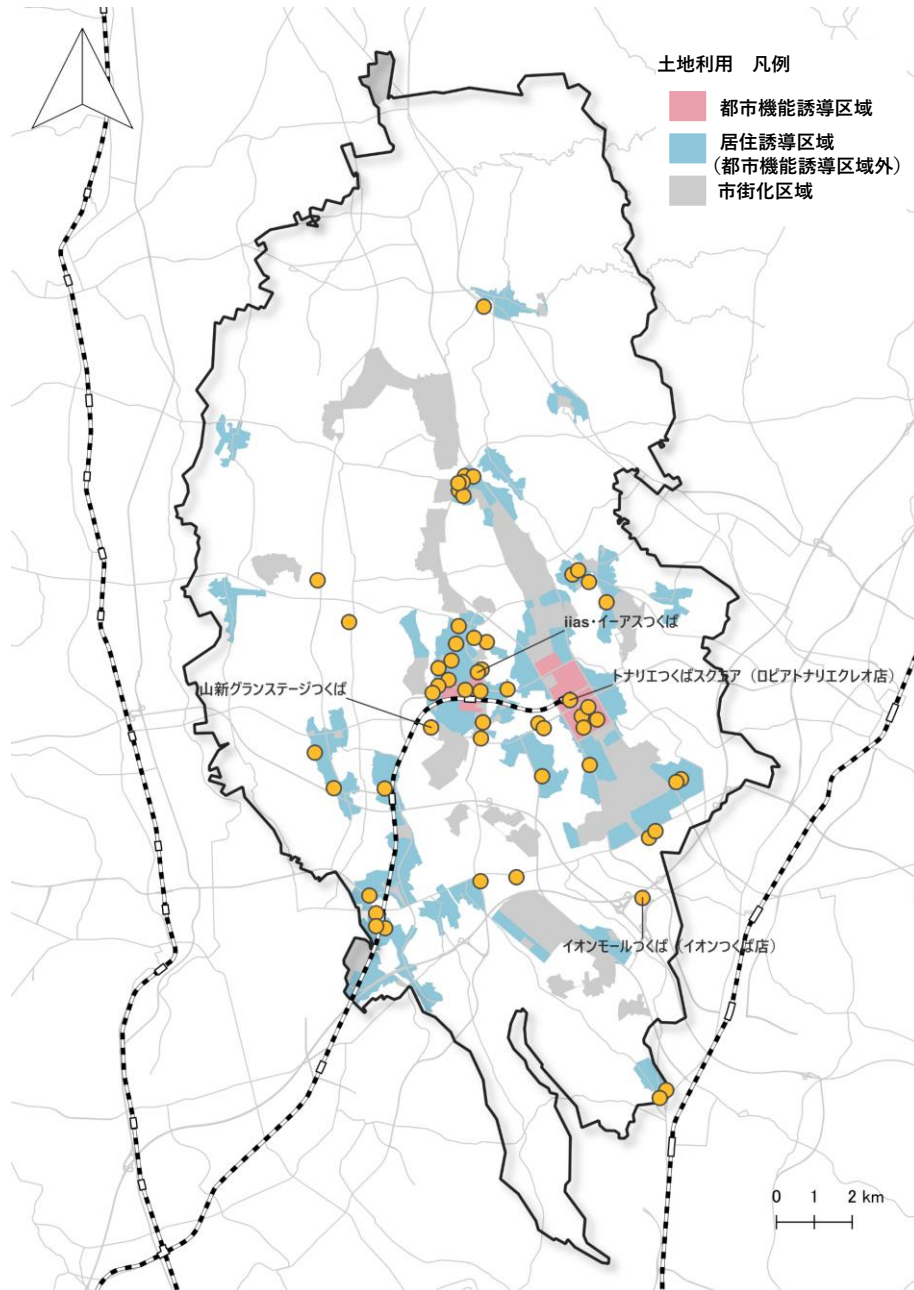 土地利用 凡例
都市機能誘導区域
居住誘導区域
(都市機能誘導区域外)
市街化区域
iias・イーアスつくば
トナリエつくばスクエア（ロピアトナリエクレオ店）
山新グランステージつくば
イオンモールつくば（イオンつくば店）
0 1 2 km